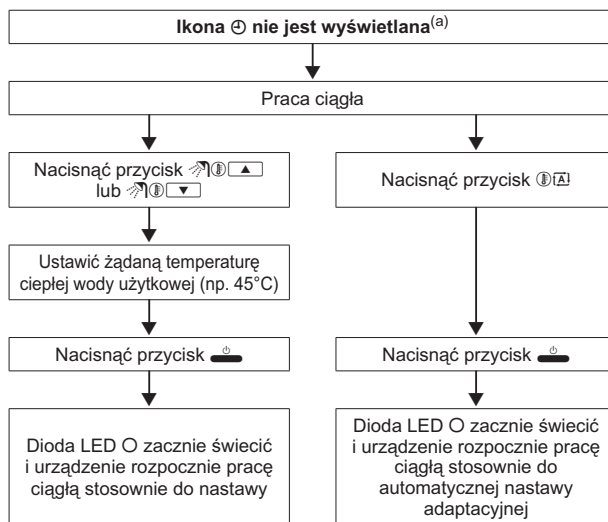 Ikona nie jest wyświetlana(a)
Praca ciągła
Nacisnąć przycisk ▲
lub ▼
Ustawić żądaną temperaturę
ciepłej wody użytkowej (np. 45°C)
Nacisnąć przycisk
Dioda LED O zacznie świecić
i urządzenie rozpocznie pracę
ciągłą stosownie do nastawy
Nacisnąć przycisk A
Nacisnąć przycisk
Dioda LED O zacznie świecić
i urządzenie rozpocznie pracę
ciągłą stosownie do
automatycznej nastawy
adaptacyjnej